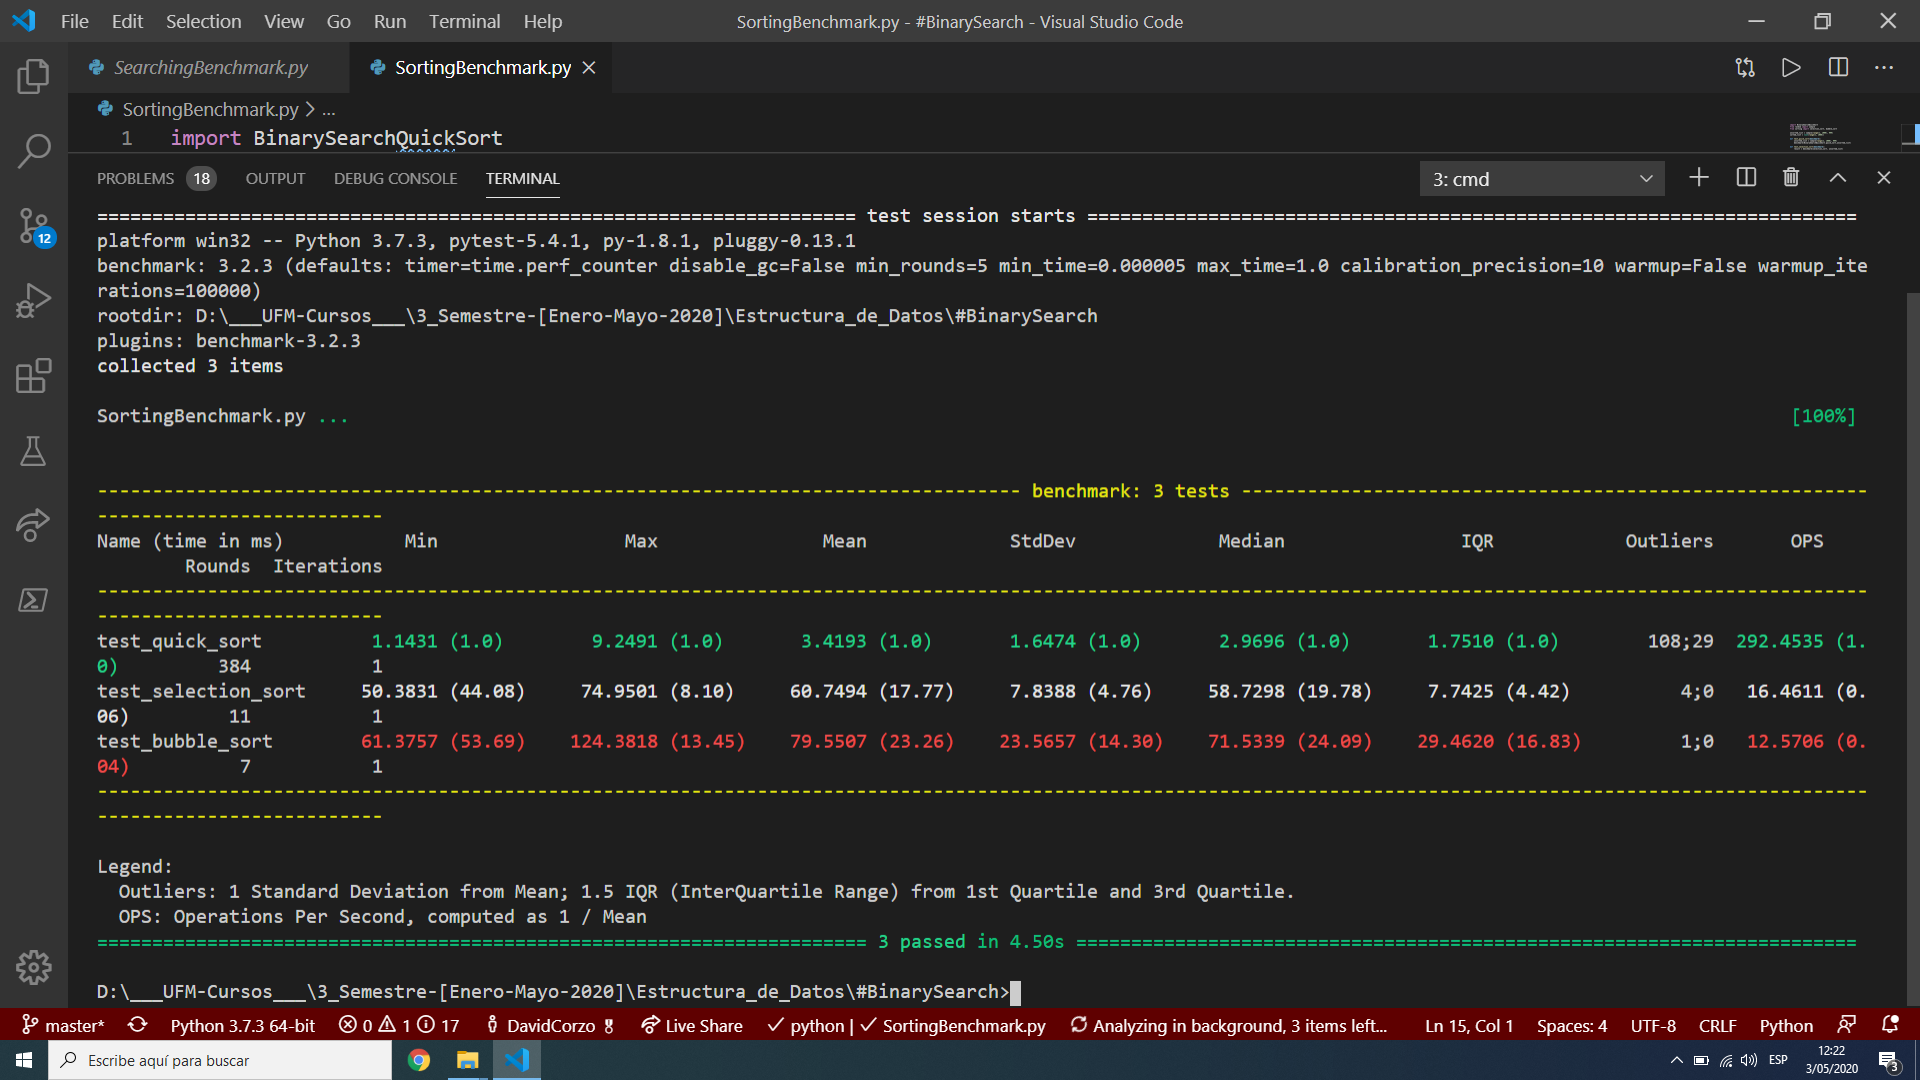 File Edit Selection View Go Run Terminal Help SortingBenchmark.py - #BinarySearch - Visual Studio Code
SearchingBenchmark.py SortingBenchmark.py
SortingBenchmark.py > ...
1 import BinarySearchQuickSort
PROBLEMS 18 OUTPUT DEBUG CONSOLE TERMINAL 3: cmd
===================================================================== test session starts ======================================================================
platform win32 -- Python 3.7.3, pytest-5.4.1, py-1.8.1, pluggy-0.13.1
benchmark: 3.2.3 (defaults: timer=time.perf_counter disable_gc=False min_rounds=5 min_time=0.000005 max_time=1.0 calibration_precision=10 warmup=False warmup_ite
rations=100000)
rootdir: D:\___UFM-Cursos___\3_Semestre-[Enero-Mayo-2020]\Estructura_de_Datos\#BinarySearch
plugins: benchmark-3.2.3
collected 3 items
SortingBenchmark.py ... [100%]
------------------------------------------------------------------------------------ benchmark: 3 tests ---------------------------------------------------------
--------------------------
Name (time in ms) Min Max Mean StdDev Median IQR Outliers OPS
Rounds Iterations
-----------------------------------------------------------------------------------------------------------------------------------------------------------------
--------------------------
test_quick_sort 1.1431 (1.0) 9.2491 (1.0) 3.4193 (1.0) 1.6474 (1.0) 2.9696 (1.0) 1.7510 (1.0) 108;29 292.4535 (1.
0) 384 1
test_selection_sort 50.3831 (44.08) 74.9501 (8.10) 60.7494 (17.77) 7.8388 (4.76) 58.7298 (19.78) 7.7425 (4.42) 4;0 16.4611 (0.
06) 11 1
test_bubble_sort 61.3757 (53.69) 124.3818 (13.45) 79.5507 (23.26) 23.5657 (14.30) 71.5339 (24.09) 29.4620 (16.83) 1;0 12.5706 (0.
04) 7 1
-----------------------------------------------------------------------------------------------------------------------------------------------------------------
--------------------------
Legend:
Outliers: 1 Standard Deviation from Mean; 1.5 IQR (InterQuartile Range) from 1st Quartile and 3rd Quartile.
OPS: Operations Per Second, computed as 1 / Mean
====================================================================== 3 passed in 4.50s =======================================================================
D:\___UFM-Cursos___\3_Semestre-[Enero-Mayo-2020]\Estructura_de_Datos\#BinarySearch>
12
master* Python 3.7.3 64-bit 0 1 17 DavidCorzo Live Share python | SortingBenchmark.py Analyzing in background, 3 items left... Ln 15, Col 1 Spaces: 4 UTF-8 CRLF Python
Escribe aquí para buscar ESP 12:22
3/05/2020 3